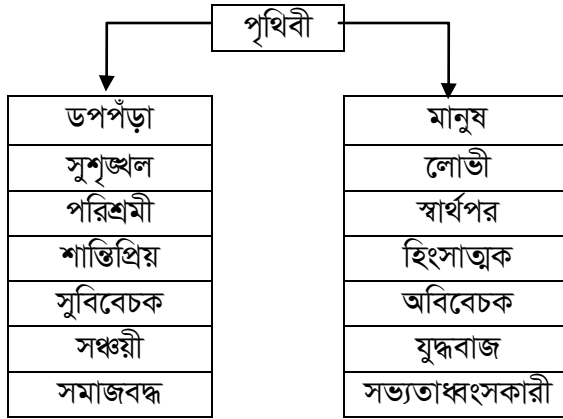 পৃথিবী
ডপপঁড়া
সুশৃঙ্খল
পরিশ্রমী
শান্তিপ্রিয়
সুবিবেচক
সঞ্চয়ী
সমাজবদ্ধ
মানুষ
লোভী
স্বার্থপর
হিংসাত্মক
অবিবেচক
যুদ্ধবাজ
সভ্যতাধ্বংসকারী